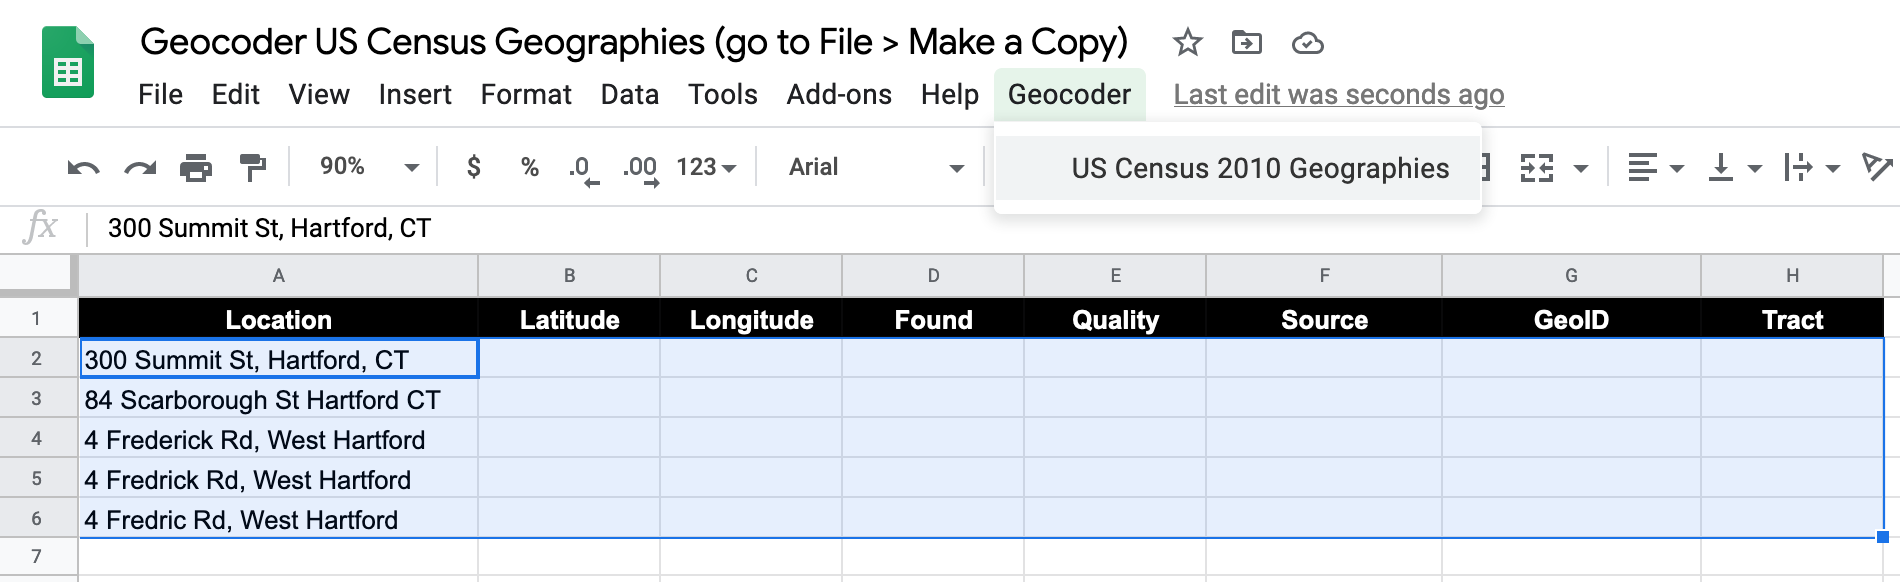 Geocoder US Census Geographies (go to File > Make a Copy)
File Edit View Insert Format Data Tools Add-ons Help Geocoder Last edit was seconds ago
90% $ % .0 .00 123 Arial US Census 2010 Geographies
fx 300 Summit St, Hartford, CT
A B C D E F G H
1 Location Latitude Longitude Found Quality Source GeoID Tract
2 300 Summit St, Hartford, CT
3 84 Scarborough St Hartford CT
4 4 Frederick Rd, West Hartford
5 4 Fredrick Rd, West Hartford
6 4 Fredric Rd, West Hartford
7